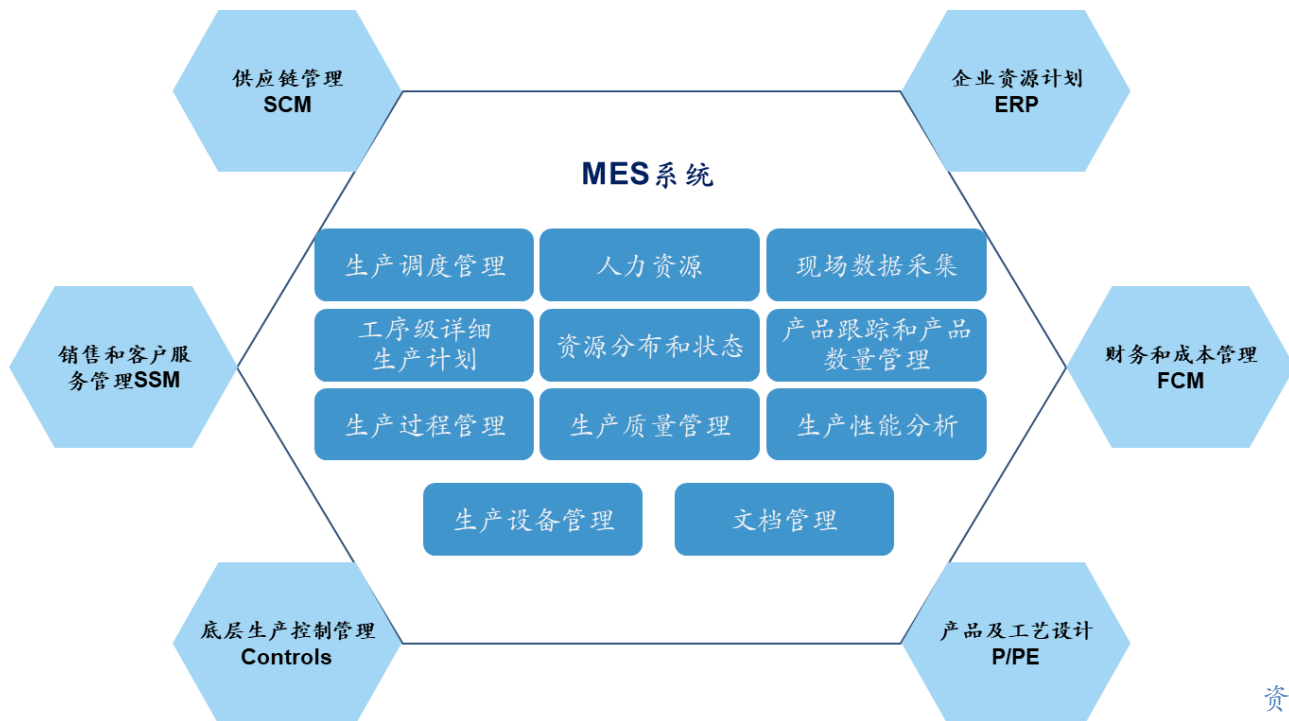 供应链管理
SCM
企业资源计划
ERP
MES系统
生产调度管理
人力资源
现场数据采集
工序级详细
生产计划
资源分布和状态
产品跟踪和产品
数量管理
销售和客户服
务管理SSM
财务和成本管理
FCM
生产过程管理
生产质量管理
生产性能分析
生产设备管理
文档管理
底层生产控制管理
Controls
产品及工艺设计
P/PE
资